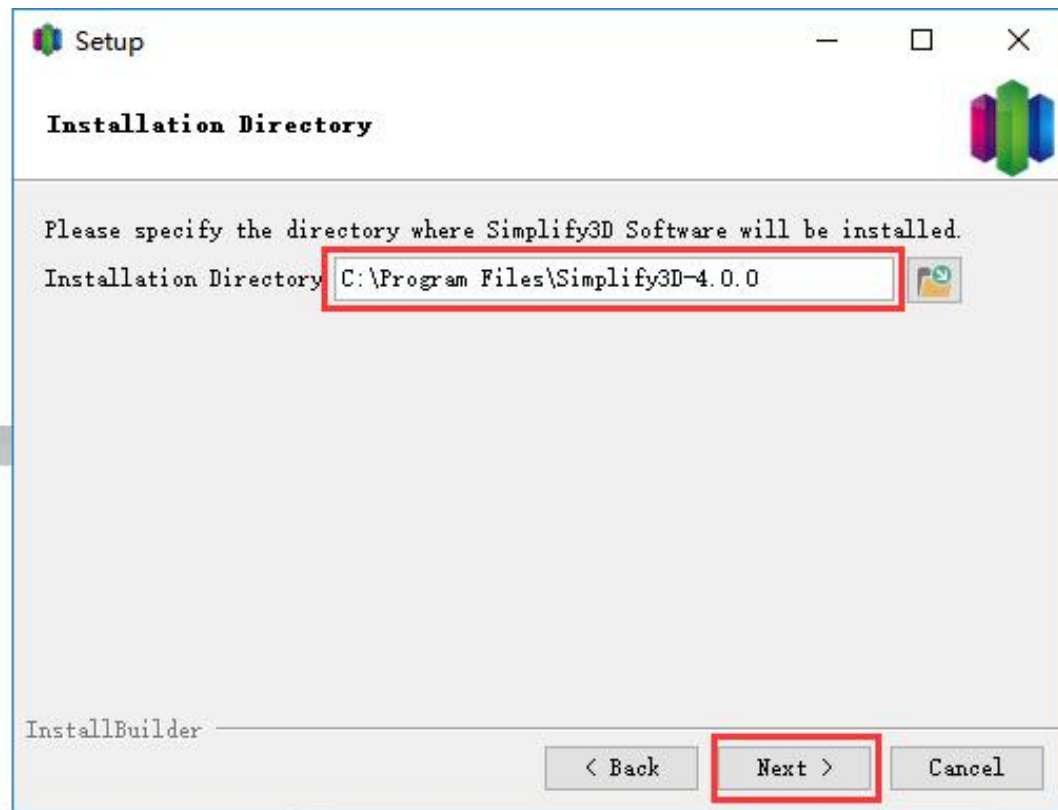 Setup
Installation Directory
Please specify the directory where Simplify3D Software will be installed.
Installation Directory C:\Program Files\Simplify3D-4.0.0
InstallBuilder
< Back Next > Cancel